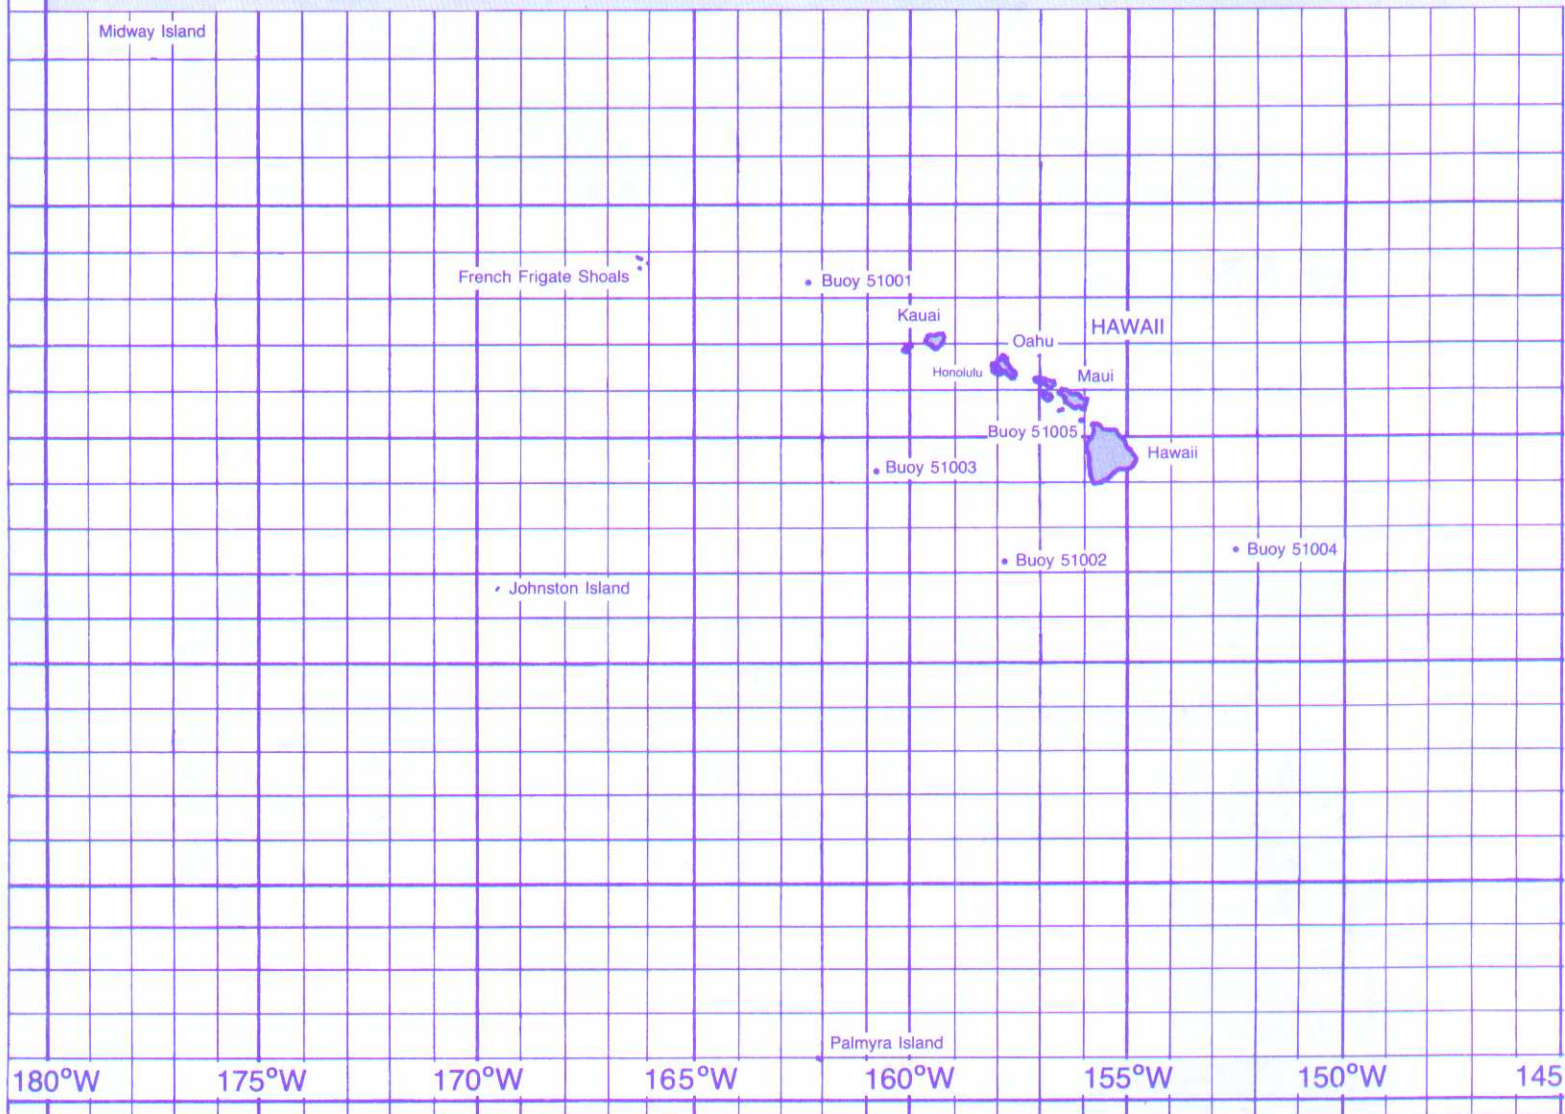 Midway Island
French Frigate Shoals
Buoy 51001
Kauai
HAWAII
Oahu
Honolulu
Maui
Buoy 51005
Hawaii
Buoy 51003
Buoy 51004
Buoy 51002
Johnston Island
Palmyra Island
180°W
175°W
170°W
165°W
160°W
155°W
150°W
145